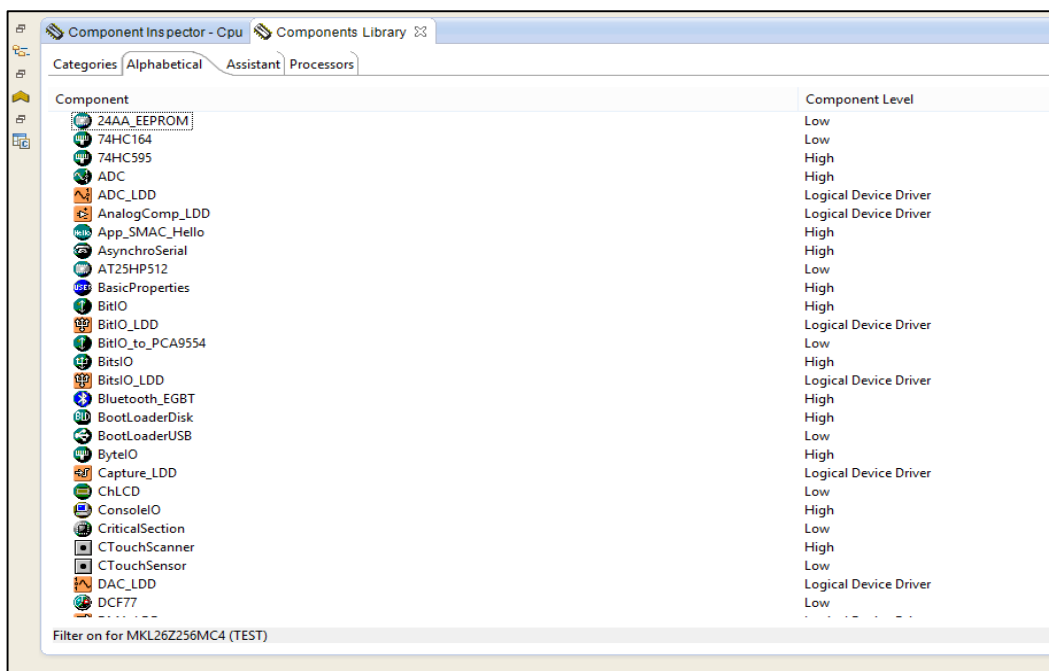 Component Inspector - Cpu Components Library
Categories Alphabetical Assistant Processors
Component Component Level
24AA_EEPROM Low
74HC164 Low
74HC595 High
ADC High
ADC_LDD Logical Device Driver
AnalogComp_LDD Logical Device Driver
App_SMAC_Hello High
AsynchroSerial High
AT25HP512 Low
BasicProperties High
BitIO High
BitIO_LDD Logical Device Driver
BitIO_to_PCA9554 Low
BitsIO High
BitsIO_LDD Logical Device Driver
Bluetooth_EGBT High
BootLoaderDisk High
BootLoaderUSB Low
ByteIO High
Capture_LDD Logical Device Driver
ChLCD Low
ConsoleIO High
CriticalSection Low
CTouchScanner High
CTouchSensor Low
DAC_LDD Logical Device Driver
DCF77 Low
Filter on for MKL26Z256MC4 (TEST)